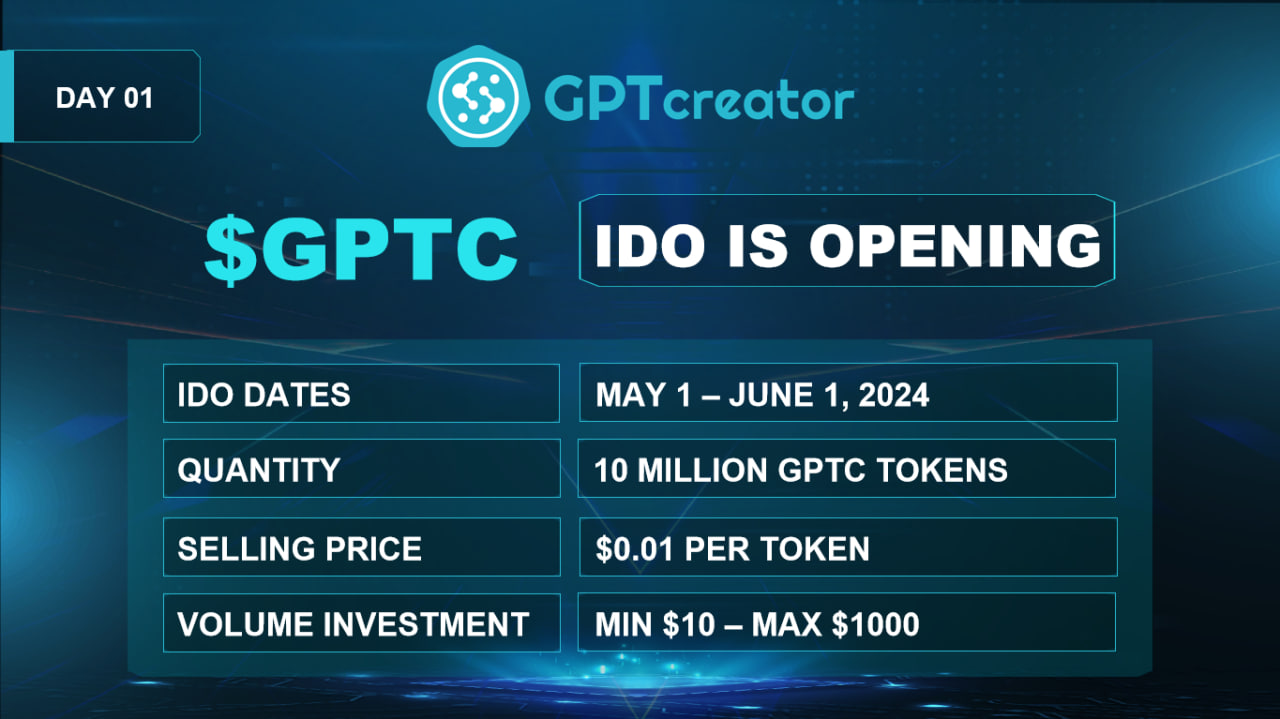 DAY 01
GPTcreator
$GPTC
IDO IS OPENING
IDO DATES
MAY 1 – JUNE 1, 2024
QUANTITY
10 MILLION GPTC TOKENS
SELLING PRICE
$0.01 PER TOKEN
VOLUME INVESTMENT
MIN $10 – MAX $1000